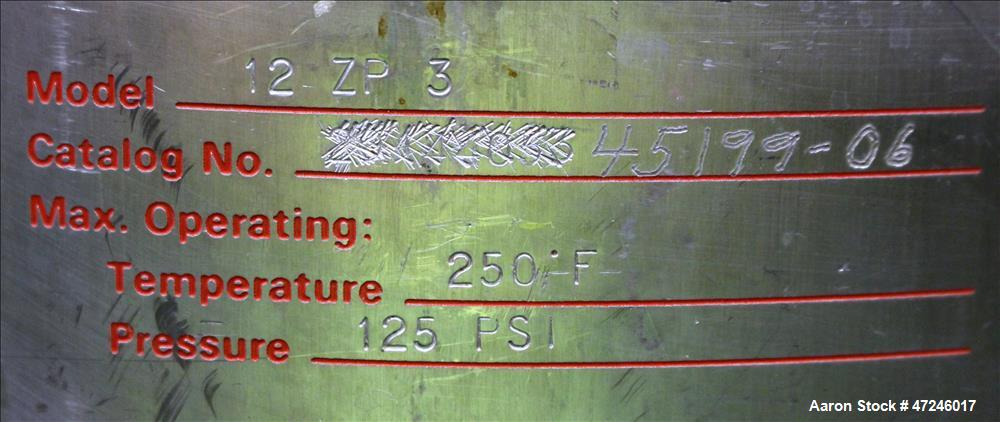 Model 12 ZP 3
Catalog No. 45199-06
Max. Operating:
Temperature 250°F
Pressure 125 PSI
Aaron Stock # 47246017